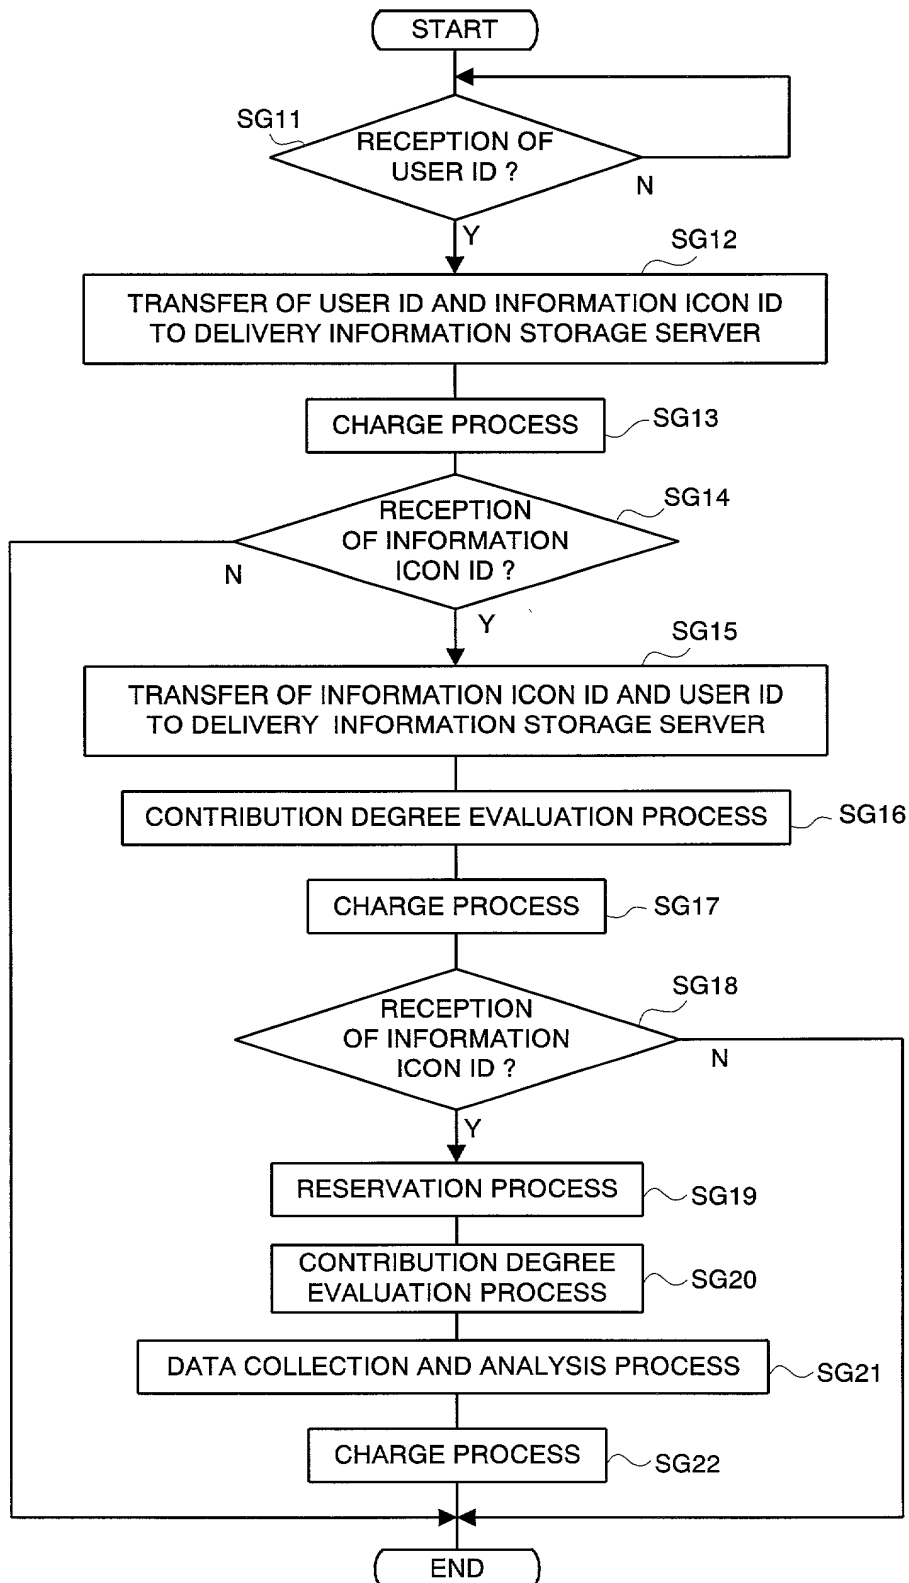 START
SG11
RECEPTION OF
USER ID ?
N
Y
SG12
TRANSFER OF USER ID AND INFORMATION ICON ID
TO DELIVERY INFORMATION STORAGE SERVER
CHARGE PROCESS
SG13
SG14
RECEPTION
OF INFORMATION
ICON ID ?
N
Y
SG15
TRANSFER OF INFORMATION ICON ID AND USER ID
TO DELIVERY INFORMATION STORAGE SERVER
CONTRIBUTION DEGREE EVALUATION PROCESS
SG16
CHARGE PROCESS
SG17
SG18
RECEPTION
OF INFORMATION
ICON ID ?
N
Y
RESERVATION PROCESS
SG19
CONTRIBUTION DEGREE
EVALUATION PROCESS
SG20
DATA COLLECTION AND ANALYSIS PROCESS
SG21
CHARGE PROCESS
SG22
END